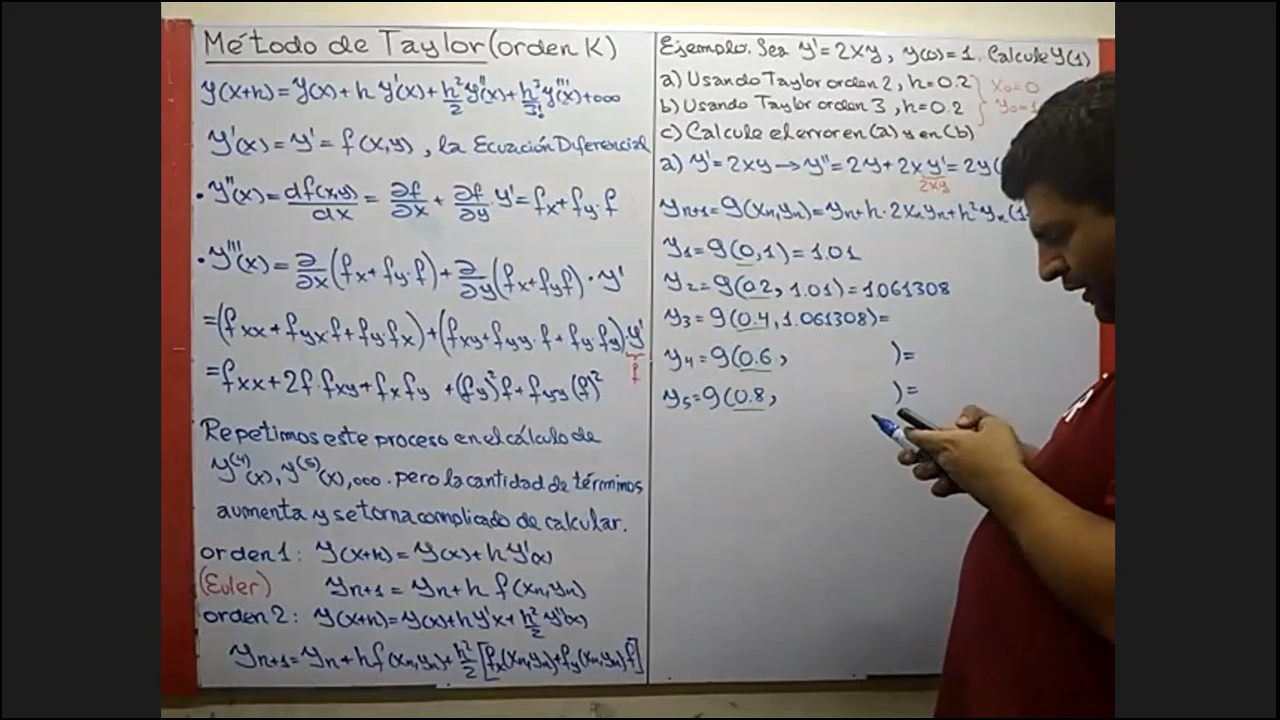 Método de Taylor (orden K)
y(x+h) = y(x) + h y'(x) + h²/2 y''(x) + h³/3! y'''(x) + ...
y'(x) = y' = f(x,y), la Ecuación Diferencial
• y''(x) = df(x,y)/dx = ∂f/∂x + ∂f/∂y · y' = fx + fy · f
• y'''(x) = ∂/∂x (fx + fy · f) + ∂/∂y (fx + fy f) · y'
= (fxx + fyx f + fy fx) + (fxy + fyy · f + fy · fy) · y'
f
= fxx + 2f · fxy + fx fy + (fy)² f + fyy (f)²
Repetimos este proceso en el cálculo de
y⁽⁴⁾(x), y⁽⁵⁾(x), ... pero la cantidad de términos
aumenta y se torna complicado de calcular.
orden 1: y(x+h) = y(x) + h y'(x)
(Euler) yn+1 = yn + h f(xn, yn)
orden 2: y(x+h) = y(x) + h y'x + h²/2 y''(x)
yn+1 = yn + h f(xn, yn) + h²/2 [fx(xn, yn) + fy(xn, yn) f]
Ejemplo. Sea y' = 2xy, y(0) = 1. Calcule y(1)
a) Usando Taylor orden 2, h = 0.2
b) Usando Taylor orden 3, h = 0.2
x0 = 0
y0 = 1
c) Calcule el error en (a) y en (b)
a) y' = 2xy → y'' = 2y + 2x y' = 2y(
2xy
yn+1 = g(xn, yn) = yn + h · 2xn yn + h² yn (1
y1 = g(0, 1) = 1.01
y2 = g(0.2, 1.01) = 1.061308
y3 = g(0.4, 1.061308) =
y4 = g(0.6, ) =
y5 = g(0.8, ) =